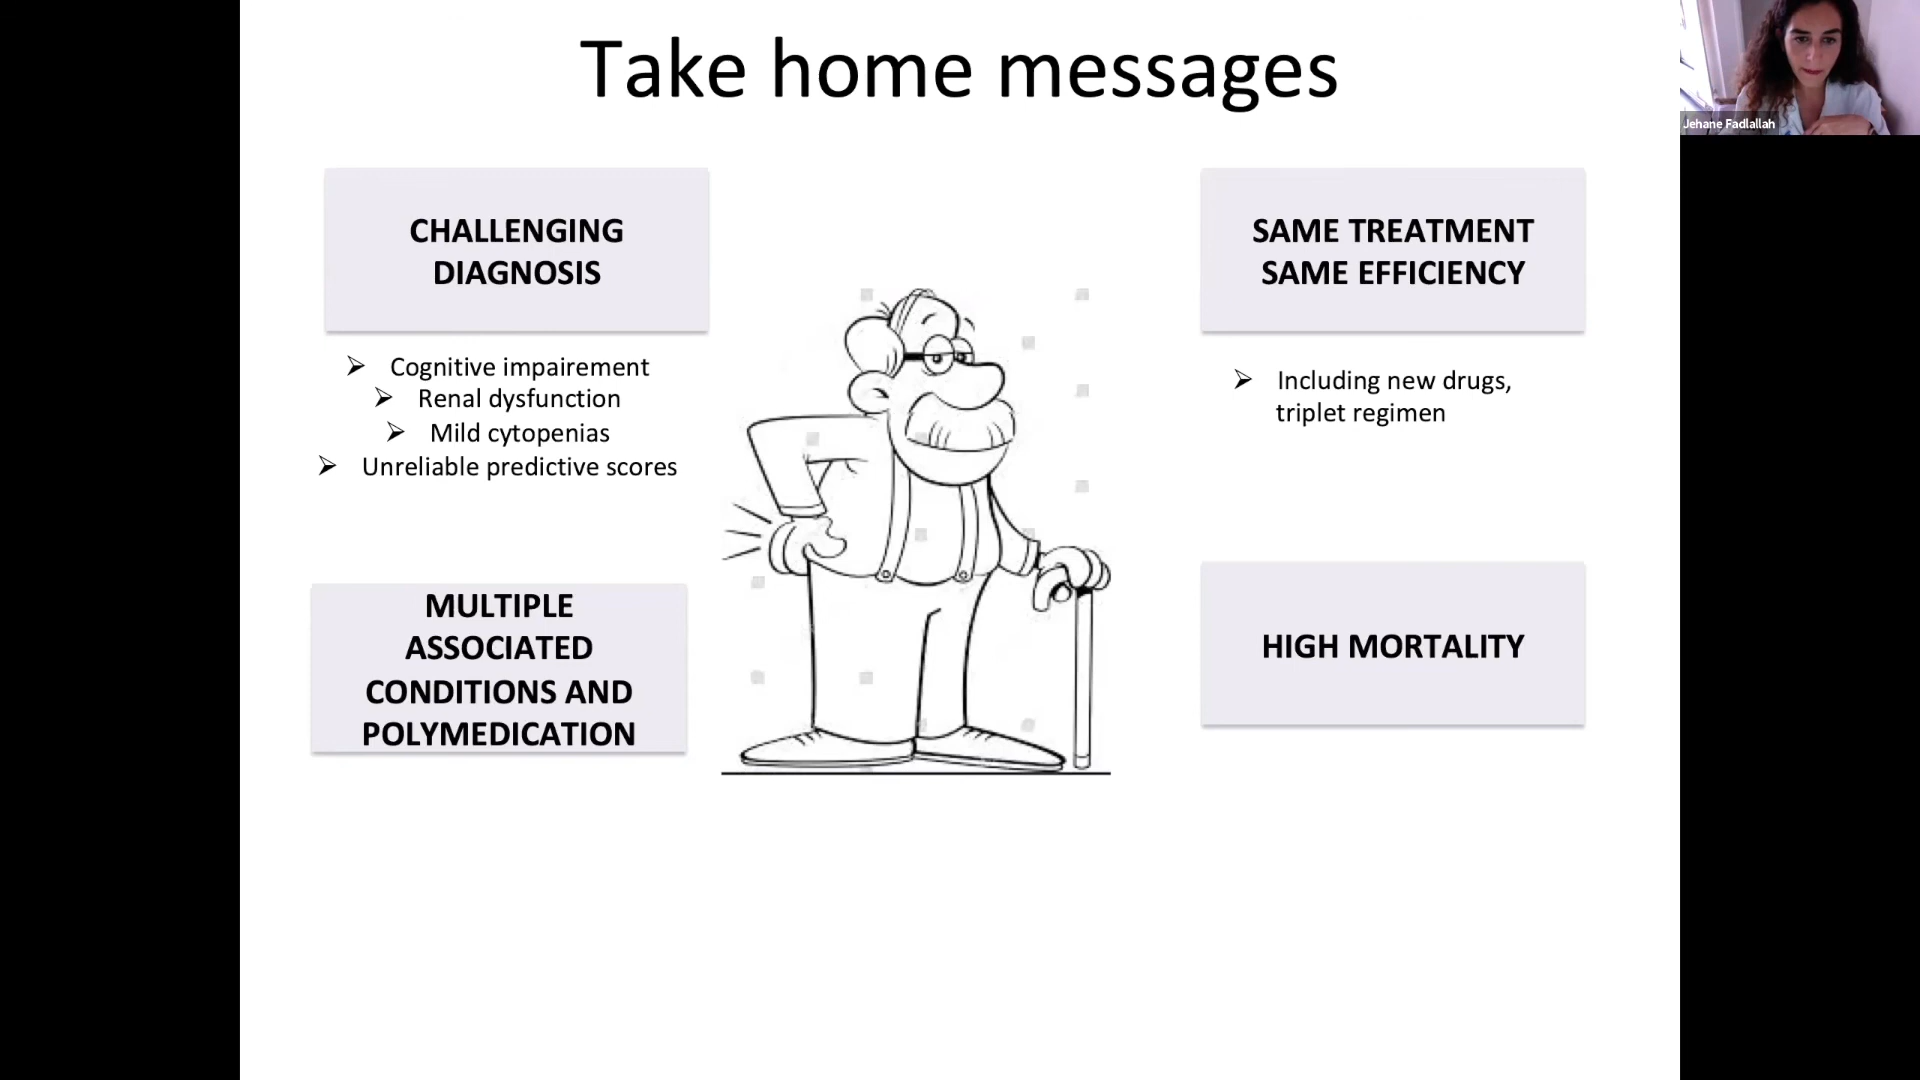 Take home messages
Jehane Fadlallah
CHALLENGING
DIAGNOSIS
➢ Cognitive impairement
➢ Renal dysfunction
➢ Mild cytopenias
➢ Unreliable predictive scores
MULTIPLE
ASSOCIATED
CONDITIONS AND
POLYMEDICATION
SAME TREATMENT
SAME EFFICIENCY
➢ Including new drugs,
triplet regimen
HIGH MORTALITY